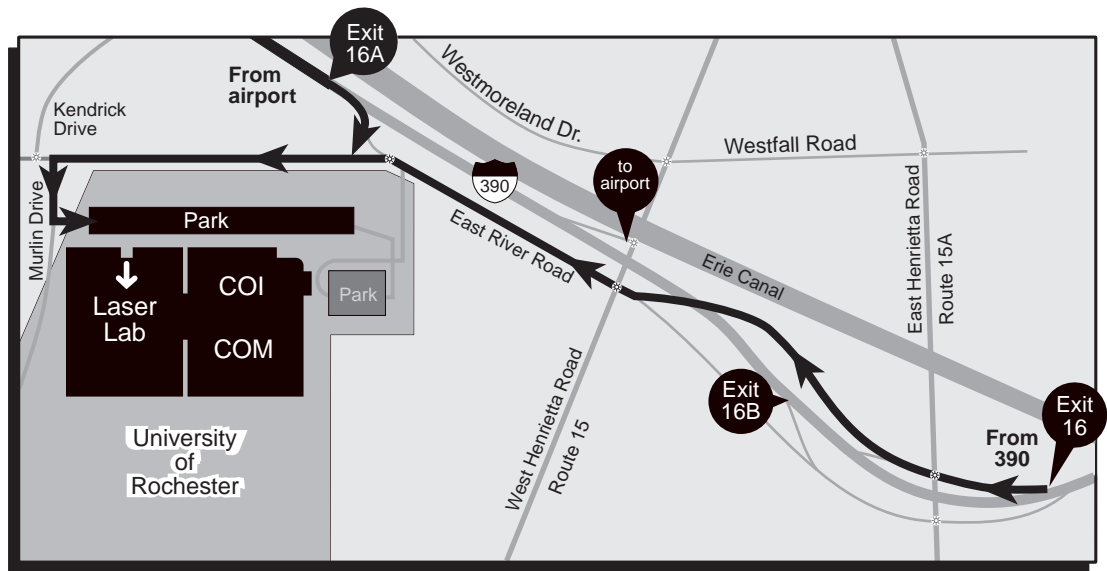 Exit
16A
From
airport
Westmoreland Dr.
Kendrick
Drive
Westfall Road
to
airport
390
Murlin Drive
Park
East River Road
Erie Canal
East Henrietta Road
Route 15A
Laser
Lab
COI
COM
Park
Exit
16B
Exit
16
From
390
West Henrietta Road
Route 15
University
of
Rochester